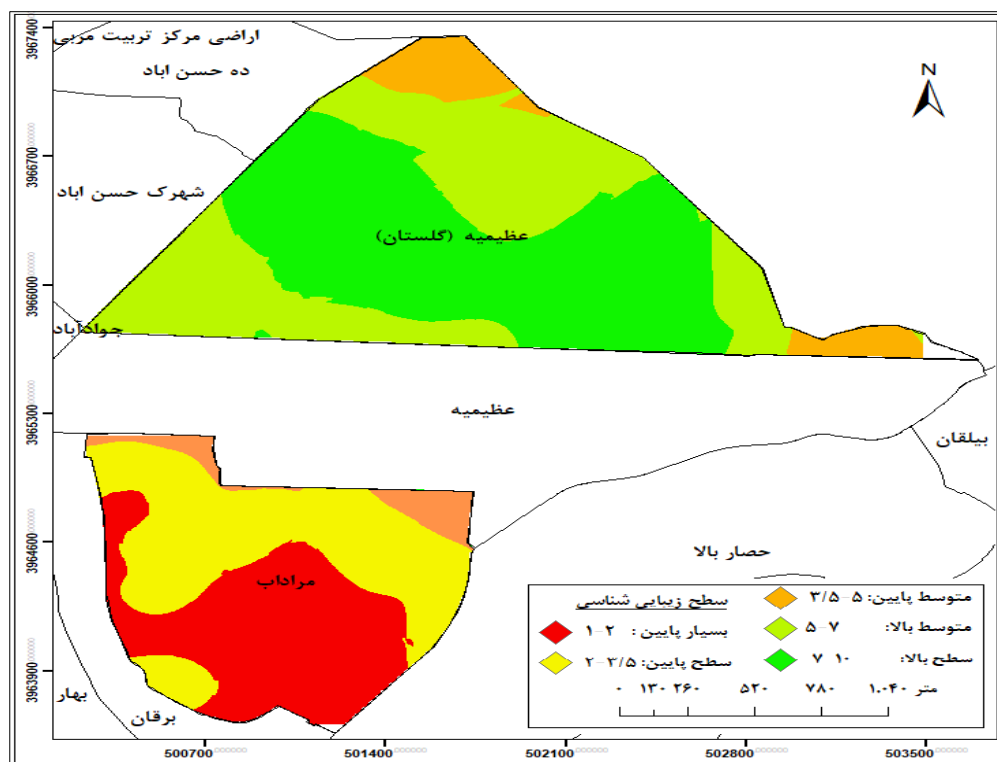 اراضی مرکز تربیت مربی
ده حسن اباد
N
شهرک حسن اباد
عظیمیه (گلستان)
جوادآباد
عظیمیه
بیلقان
حصار بالا
مراداب
بهار
برقان
سطح زیبایی شناسی
بسیار پایین : ۲-۱
سطح پایین: ۳/۵-۲
متوسط پایین: ۵-۳/۵
متوسط بالا: ۷-۵
سطح بالا: ۱۰ ۷
۰ ۱۳۰ ۲۶۰ ۵۲۰ ۷۸۰ ۱.۰۴۰ متر
3967400
3966700
3966000
3965300
3964600
3963900
500700 501400 502100 502800 503500